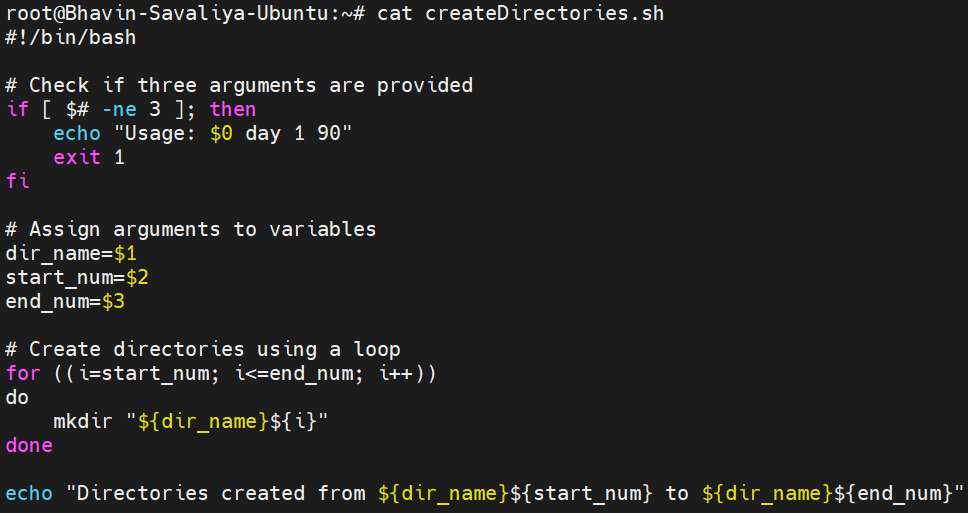 root@Bhavin-Savaliya-Ubuntu:~# cat createDirectories.sh
#!/bin/bash

# Check if three arguments are provided
if [ $# -ne 3 ]; then
    echo "Usage: $0 day 1 90"
    exit 1
fi

# Assign arguments to variables
dir_name=$1
start_num=$2
end_num=$3

# Create directories using a loop
for ((i=start_num; i<=end_num; i++))
do
    mkdir "${dir_name}${i}"
done

echo "Directories created from ${dir_name}${start_num} to ${dir_name}${end_num}"